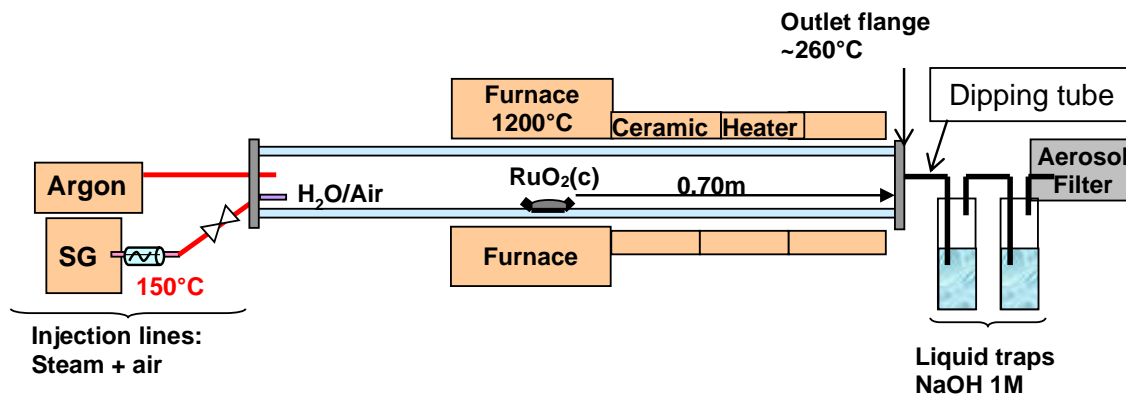 Outlet flange
~260°C
Dipping tube
Furnace
1200°C
Ceramic
Heater
Aerosol
Filter
Argon
H₂O/Air
RuO₂(c)
0.70m
SG
150°C
Furnace
Injection lines:
Steam + air
Liquid traps
NaOH 1M